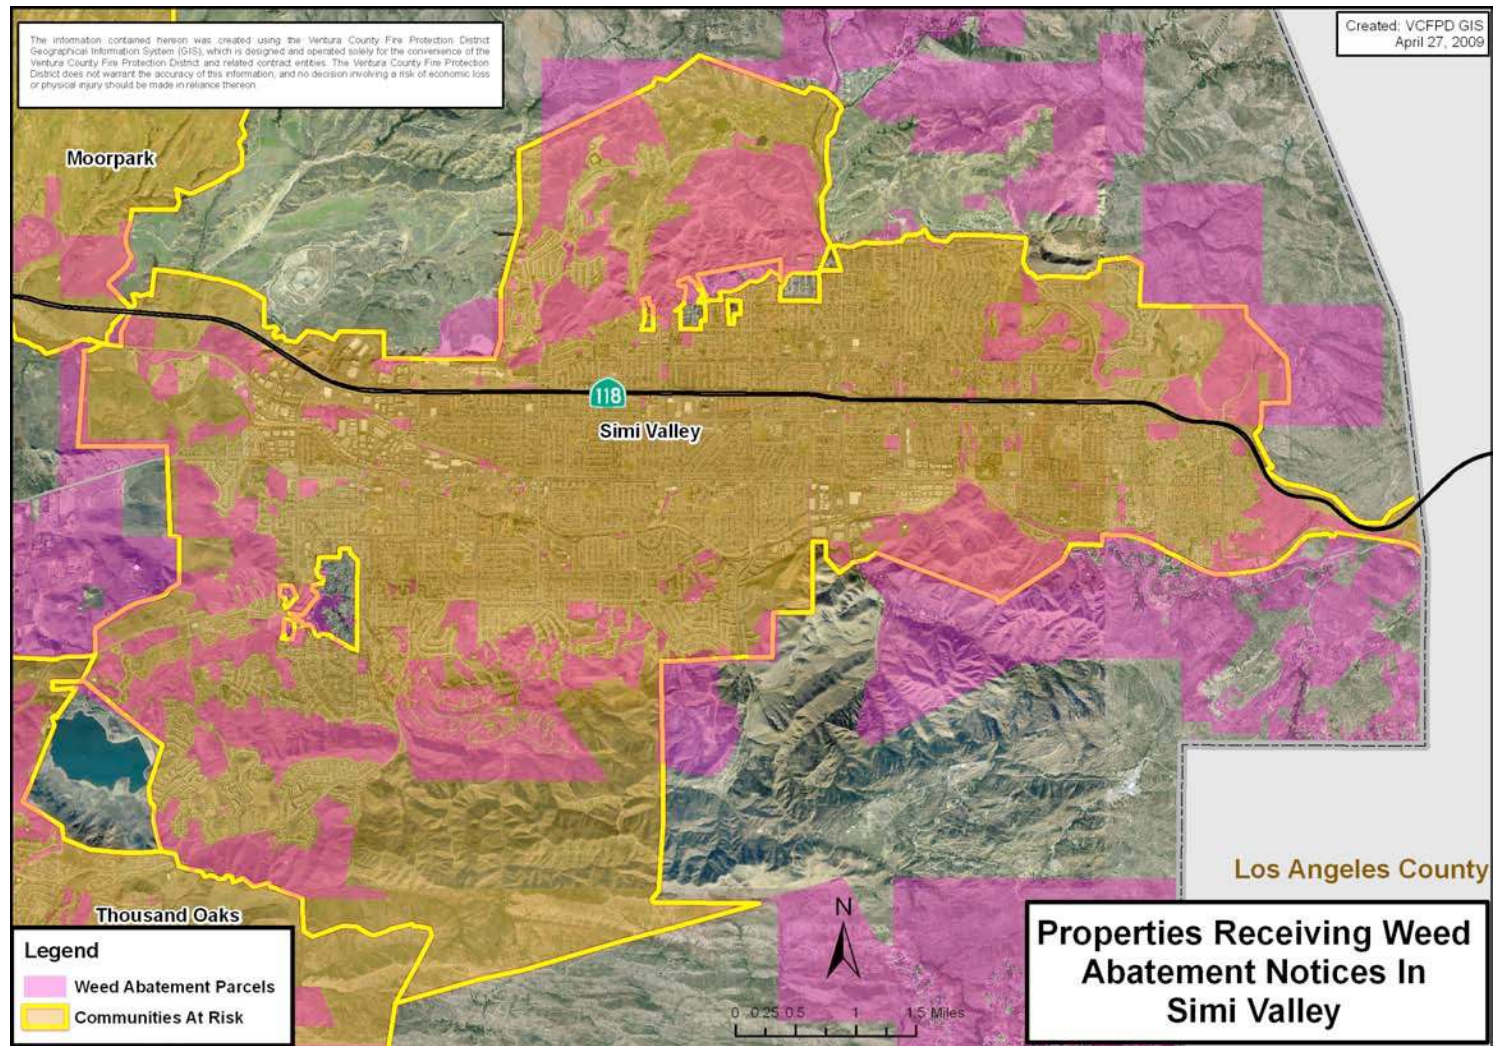 The information contained hereon was created using the Ventura County Fire Protection District
Geographical Information System (GIS), which is designed and operated solely for the convenience of the
Ventura County Fire Protection District and related contract entities. The Ventura County Fire Protection
District does not warrant the accuracy of this information, and no decision involving a risk of economic loss
or physical injury should be made in reliance thereon.
Created: VCFPD GIS
April 27, 2009
Moorpark
118
Simi Valley
Los Angeles County
Thousand Oaks
Legend
Weed Abatement Parcels
Communities At Risk
N
0 0.25 0.5 1 1.5 Miles
Properties Receiving Weed
Abatement Notices In
Simi Valley